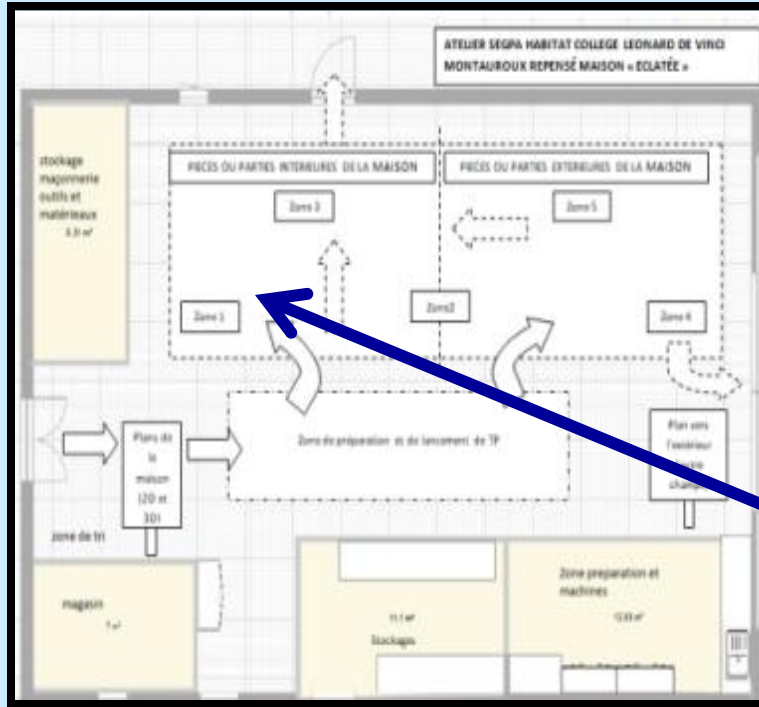 ATELIER SEGPA HABITAT COLLEGE LEONARD DE VINCI
MONTAUROUX REPENSÉ MAISON « ECLATÉE »
stockage
maçonnerie
outils et
matériaux
PIECES OU PARTIES INTERIEURES DE LA MAISON
PIECES OU PARTIES EXTERIEURES DE LA MAISON
Zone 3
Zone 5
Zone 1
Zone2
Zone 4
Plans de
la
maison
(2D et
3D)
Zone de préparation et de lancement de TP
Plan vers
l'extérieur
zone de tri
magasin
Stockages
Zone preparation et
machines